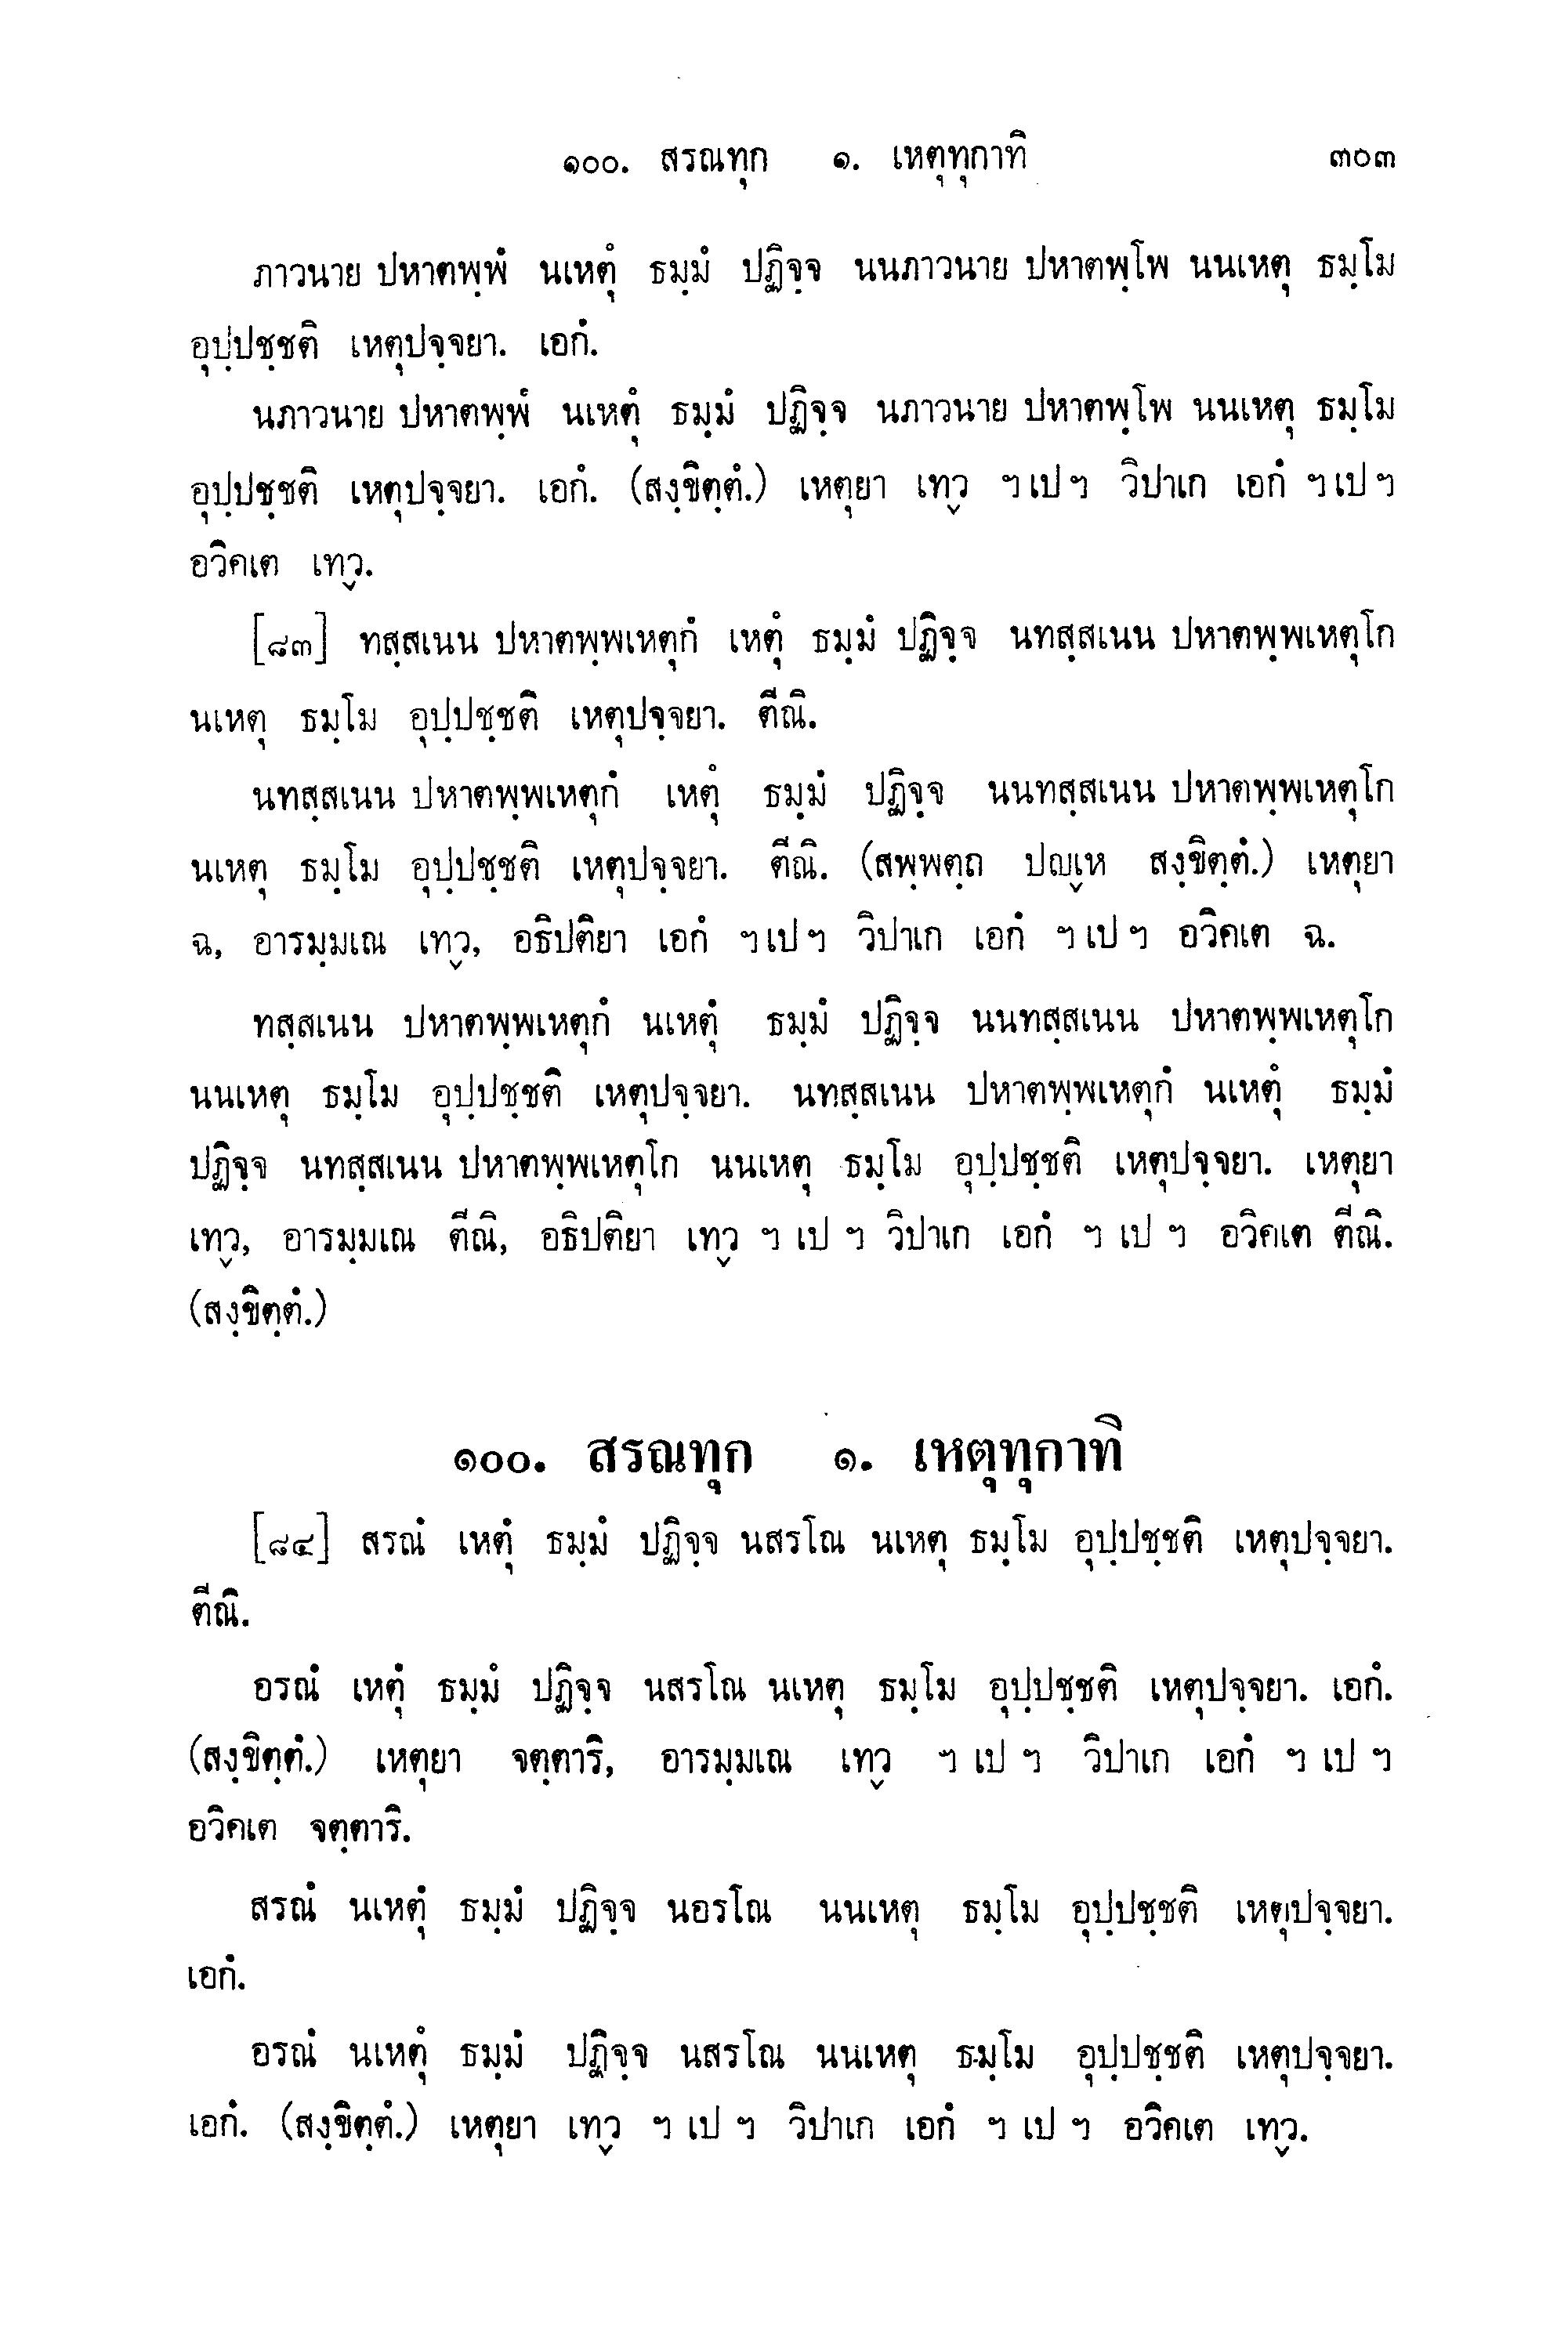 ๑๐๐. สรณทุก ๑. เหตุทุกาทิ ๓๐๓
ภาวนาย ปหาตพฺพํ นเหตุํ ธมฺมํ ปฏิจฺจ นนภาวนาย ปหาตพฺโพ นนเหตุ ธมฺโม
อุปฺปชฺชติ เหตุปจฺจยา. เอกํ.
นภาวนาย ปหาตพฺพํ นเหตุํ ธมฺมํ ปฏิจฺจ นภาวนาย ปหาตพฺโพ นนเหตุ ธมฺโม
อุปฺปชฺชติ เหตุปจฺจยา. เอกํ. (สงฺขิตฺตํ.) เหตุยา เทฺว ฯ เป ฯ วิปาเก เอกํ ฯ เป ฯ
อวิคเต เทฺว.
[๘๓] ทสฺสเนน ปหาตพฺพเหตุกํ เหตุํ ธมฺมํ ปฏิจฺจ นทสฺสเนน ปหาตพฺพเหตุโก
นเหตุ ธมฺโม อุปฺปชฺชติ เหตุปจฺจยา. ตีณิ.
นทสฺสเนน ปหาตพฺพเหตุกํ เหตุํ ธมฺมํ ปฏิจฺจ นนทสฺสเนน ปหาตพฺพเหตุโก
นเหตุ ธมฺโม อุปฺปชฺชติ เหตุปจฺจยา. ตีณิ. (สพฺพตฺถ ปญฺเห สงฺขิตฺตํ.) เหตุยา
ฉ, อารมฺมเณ เทฺว, อธิปติยา เอกํ ฯ เป ฯ วิปาเก เอกํ ฯ เป ฯ อวิคเต ฉ.
ทสฺสเนน ปหาตพฺพเหตุกํ นเหตุํ ธมฺมํ ปฏิจฺจ นนทสฺสเนน ปหาตพฺพเหตุโก
นนเหตุ ธมฺโม อุปฺปชฺชติ เหตุปจฺจยา. นทสฺสเนน ปหาตพฺพเหตุกํ นเหตุํ ธมฺมํ
ปฏิจฺจ นทสฺสเนน ปหาตพฺพเหตุโก นนเหตุ ธมฺโม อุปฺปชฺชติ เหตุปจฺจยา. เหตุยา
เทฺว, อารมฺมเณ ตีณิ, อธิปติยา เทฺว ฯ เป ฯ วิปาเก เอกํ ฯ เป ฯ อวิคเต ตีณิ.
(สงฺขิตฺตํ.)
๑๐๐. สรณทุก ๑. เหตุทุกาทิ
[๘๔] สรณํ เหตุํ ธมฺมํ ปฏิจฺจ นสรโณ นเหตุ ธมฺโม อุปฺปชฺชติ เหตุปจฺจยา.
ตีณิ.
อรณํ เหตุํ ธมฺมํ ปฏิจฺจ นสรโณ นเหตุ ธมฺโม อุปฺปชฺชติ เหตุปจฺจยา. เอกํ.
(สงฺขิตฺตํ.) เหตุยา จตฺตาริ, อารมฺมเณ เทฺว ฯ เป ฯ วิปาเก เอกํ ฯ เป ฯ
อวิคเต จตฺตาริ.
สรณํ นเหตุํ ธมฺมํ ปฏิจฺจ นอรโณ นนเหตุ ธมฺโม อุปฺปชฺชติ เหตุปจฺจยา.
เอกํ.
อรณํ นเหตุํ ธมฺมํ ปฏิจฺจ นสรโณ นนเหตุ ธมฺโม อุปฺปชฺชติ เหตุปจฺจยา.
เอกํ. (สงฺขิตฺตํ.) เหตุยา เทฺว ฯ เป ฯ วิปาเก เอกํ ฯ เป ฯ อวิคเต เทฺว.